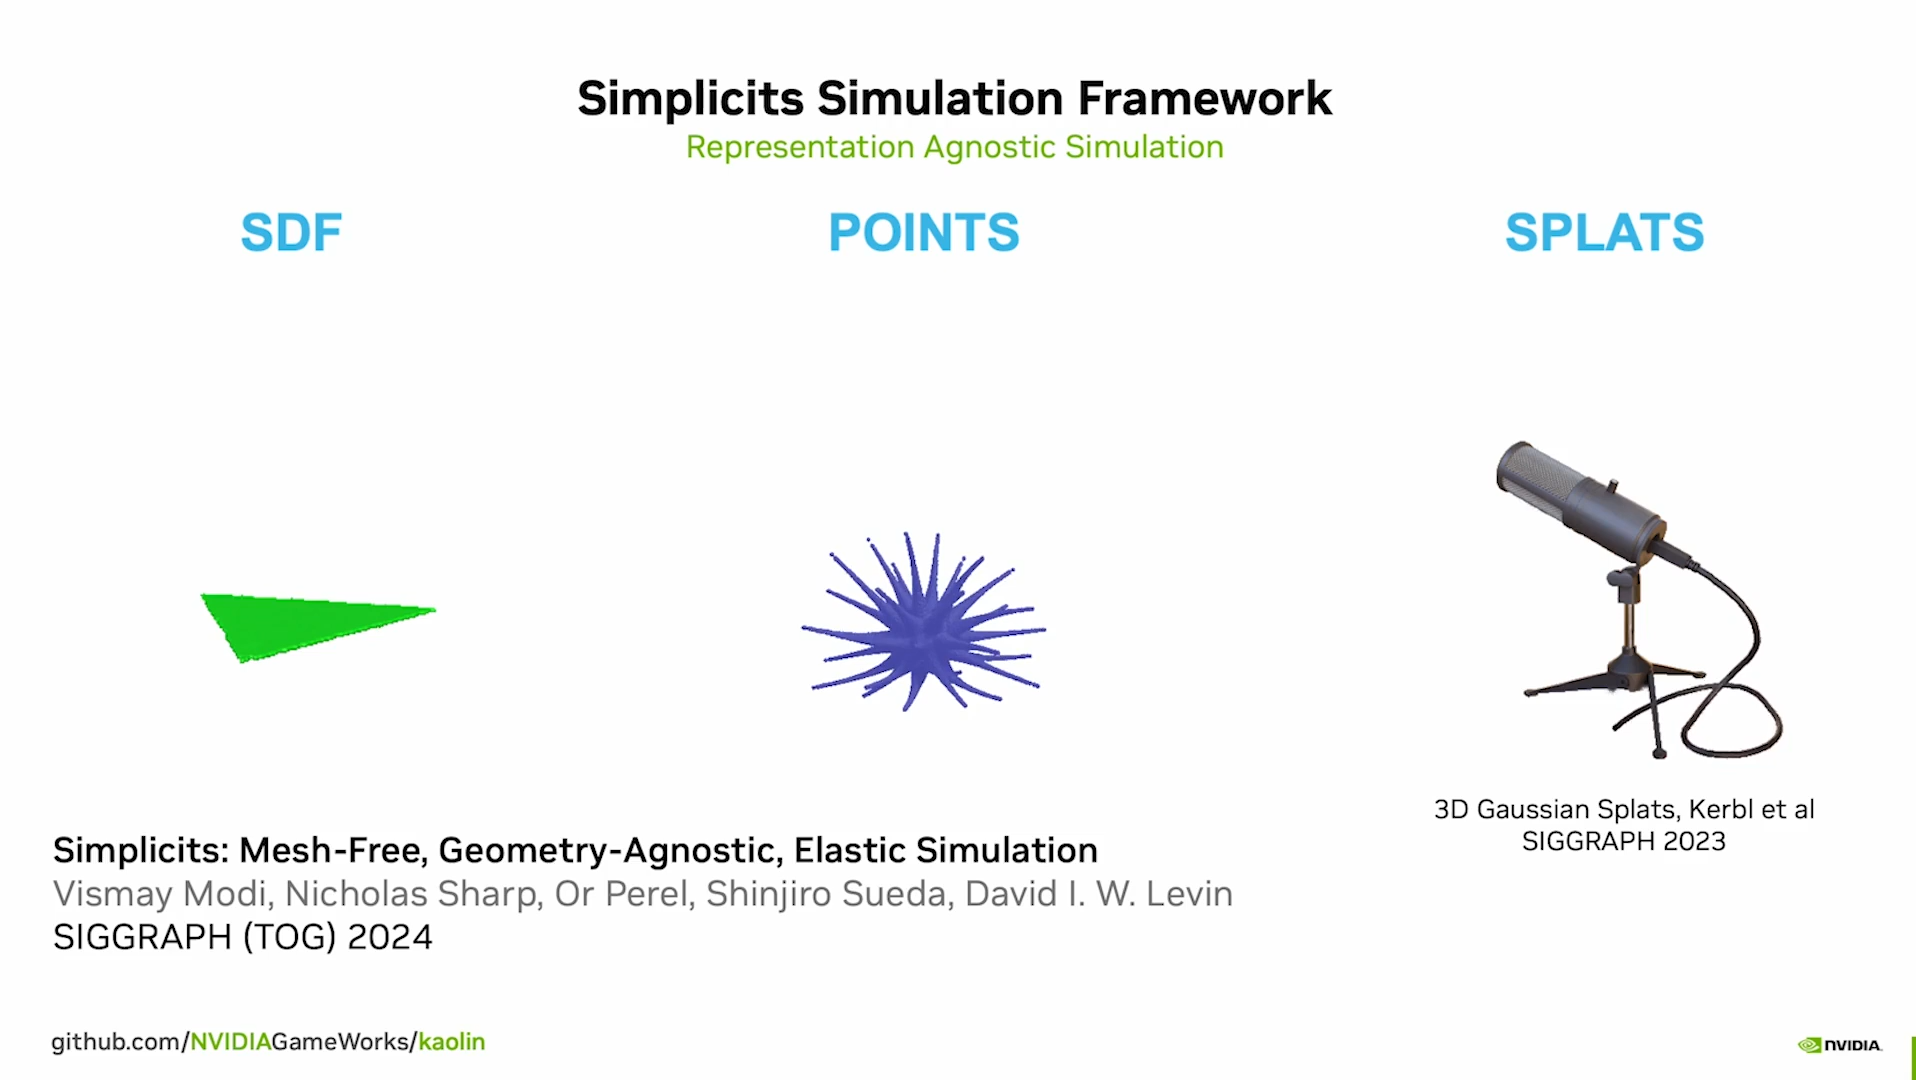 Simplicits Simulation Framework
Representation Agnostic Simulation
SDF
POINTS
SPLATS
3D Gaussian Splats, Kerbl et al
SIGGRAPH 2023
Simplicits: Mesh-Free, Geometry-Agnostic, Elastic Simulation
Vismay Modi, Nicholas Sharp, Or Perel, Shinjiro Sueda, David I. W. Levin
SIGGRAPH (TOG) 2024
github.com/NVIDIAGameWorks/kaolin
NVIDIA.